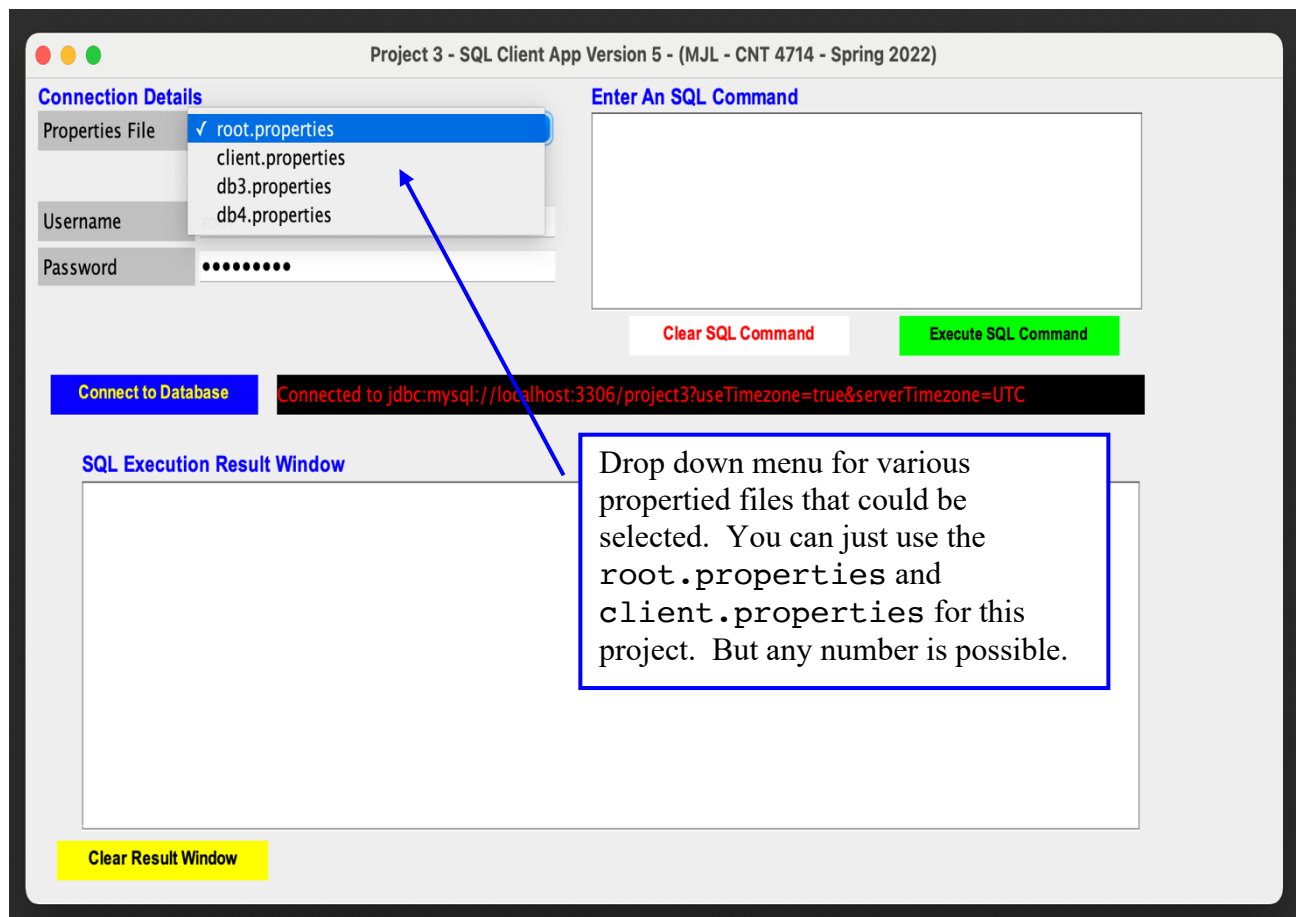 Project 3 - SQL Client App Version 5 - (MJL - CNT 4714 - Spring 2022)
Connection Details
Enter An SQL Command
Properties File
✓ root.properties
client.properties
db3.properties
db4.properties
Username
Password
•••••••••
Clear SQL Command
Execute SQL Command
Connect to Database
Connected to jdbc:mysql://localhost:3306/project3?useTimezone=true&serverTimezone=UTC
SQL Execution Result Window
Drop down menu for various
propertied files that could be
selected. You can just use the
root.properties and
client.properties for this
project. But any number is possible.
Clear Result Window